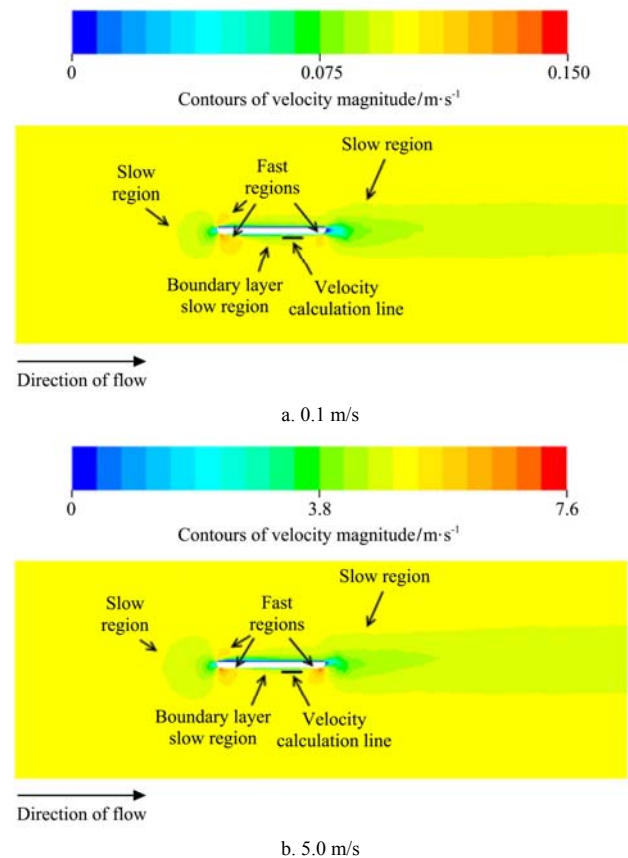 0 0.075 0.150
Contours of velocity magnitude/m·s⁻¹
Slow region
Slow
region
Fast
regions
Boundary layer
slow region
Velocity
calculation line
Direction of flow
a. 0.1 m/s
0 3.8 7.6
Contours of velocity magnitude/m·s⁻¹
Slow region
Slow
region
Fast
regions
Boundary layer
slow region
Velocity
calculation line
Direction of flow
b. 5.0 m/s